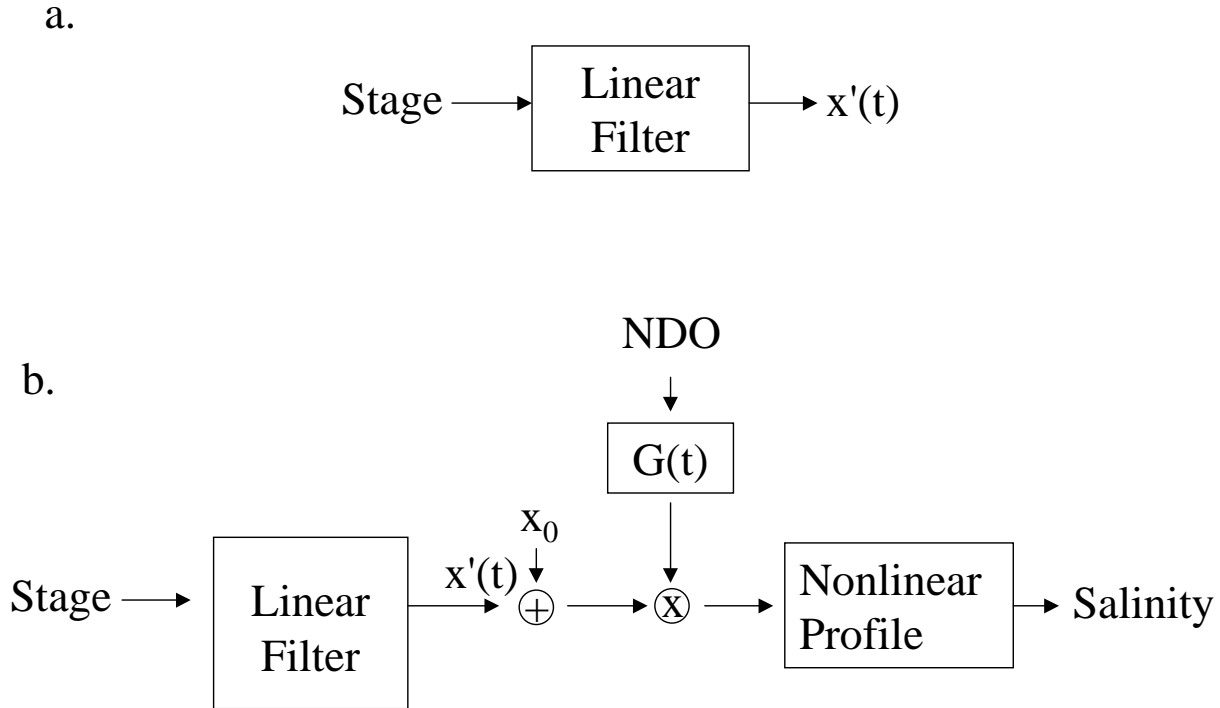 a.
Stage
Linear
Filter
x'(t)
b.
NDO
G(t)
x₀
x'(t)
Stage
Linear
Filter
+
x
Nonlinear
Profile
Salinity